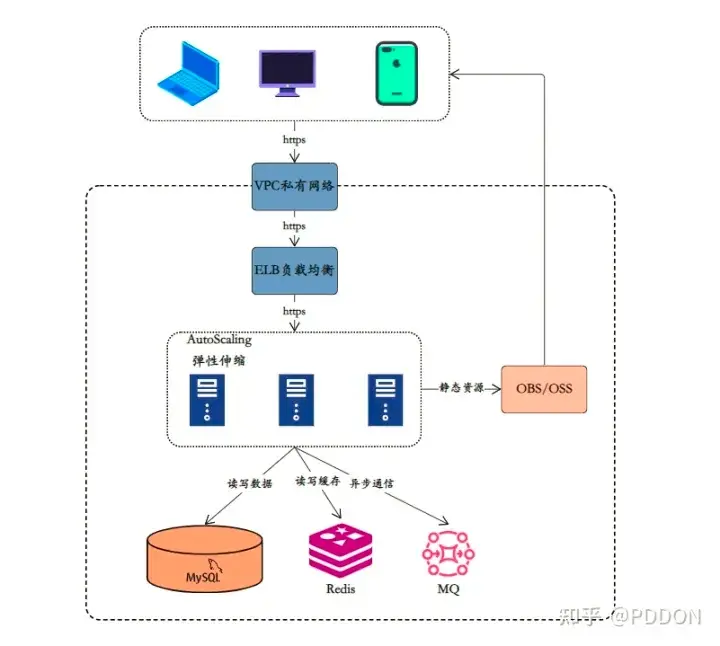 https
VPC私有网络
https
ELB负载均衡
https
AutoScaling
弹性伸缩
静态资源
OBS/OSS
读写数据
读写缓存
异步通信
MySQL
Redis
MQ
知乎 @PDDON